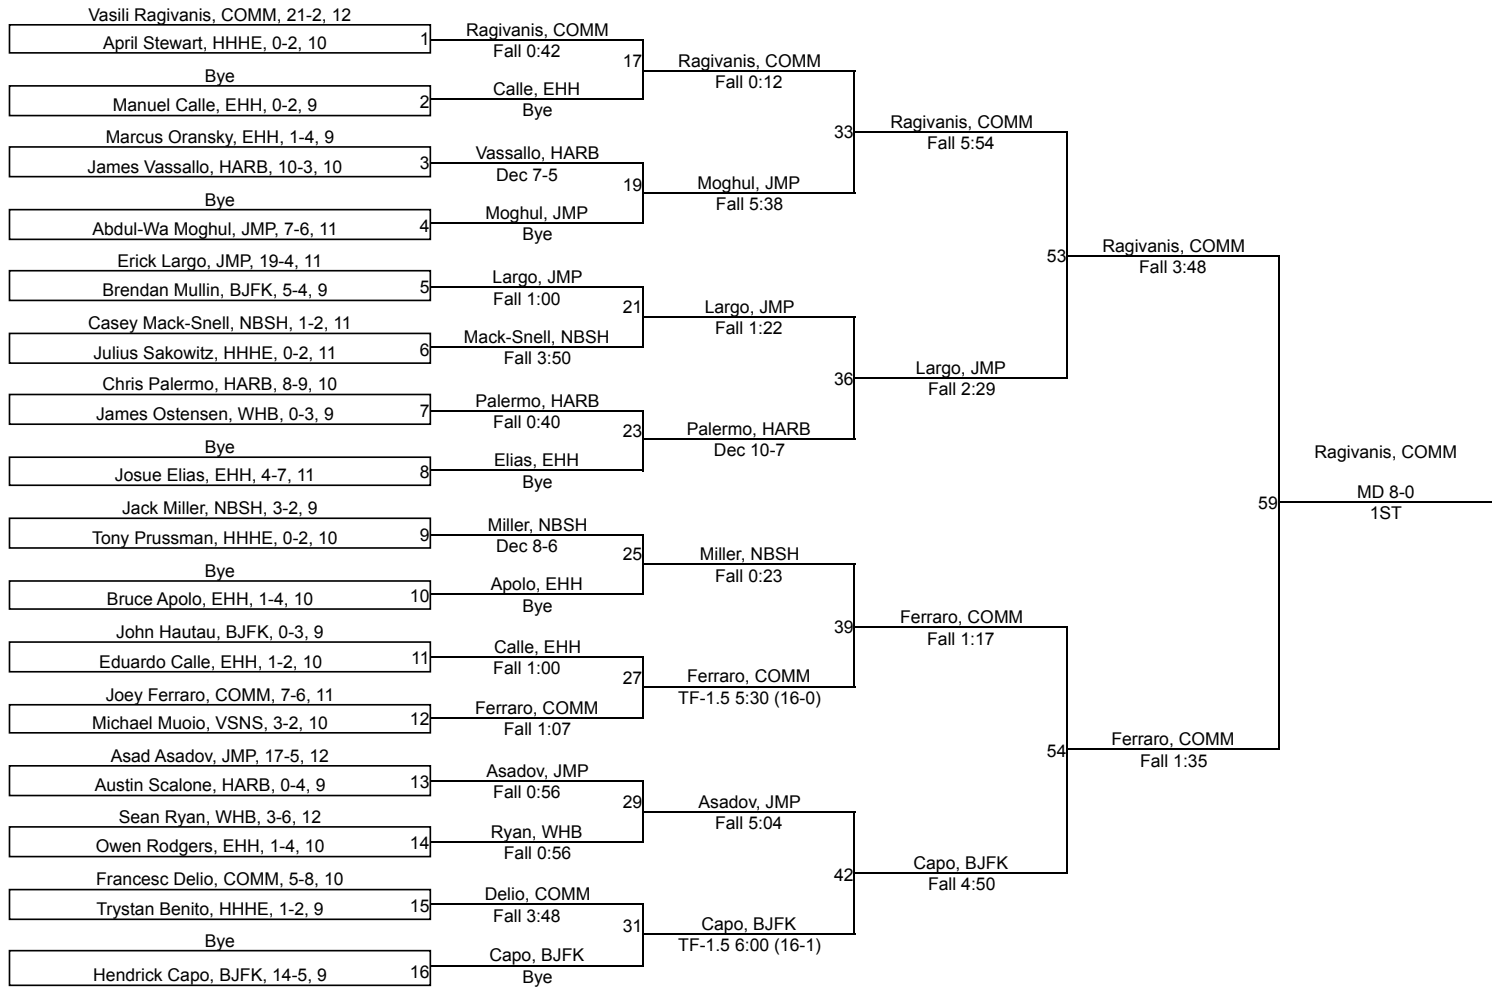 Vasili Ragivanis, COMM, 21-2, 12
April Stewart, HHHE, 0-2, 10
1
Bye
Manuel Calle, EHH, 0-2, 9
2
Marcus Oransky, EHH, 1-4, 9
James Vassallo, HARB, 10-3, 10
3
Bye
Abdul-Wa Moghul, JMP, 7-6, 11
4
Erick Largo, JMP, 19-4, 11
Brendan Mullin, BJFK, 5-4, 9
5
Casey Mack-Snell, NBSH, 1-2, 11
Julius Sakowitz, HHHE, 0-2, 11
6
Chris Palermo, HARB, 8-9, 10
James Ostensen, WHB, 0-3, 9
7
Bye
Josue Elias, EHH, 4-7, 11
8
Jack Miller, NBSH, 3-2, 9
Tony Prussman, HHHE, 0-2, 10
9
Bye
Bruce Apolo, EHH, 1-4, 10
10
John Hautau, BJFK, 0-3, 9
Eduardo Calle, EHH, 1-2, 10
11
Joey Ferraro, COMM, 7-6, 11
Michael Muoio, VSNS, 3-2, 10
12
Asad Asadov, JMP, 17-5, 12
Austin Scalone, HARB, 0-4, 9
13
Sean Ryan, WHB, 3-6, 12
Owen Rodgers, EHH, 1-4, 10
14
Francesc Delio, COMM, 5-8, 10
Trystan Benito, HHHE, 1-2, 9
15
Bye
Hendrick Capo, BJFK, 14-5, 9
16
Ragivanis, COMM
Fall 0:42
17
Calle, EHH
Bye
Vassallo, HARB
Dec 7-5
19
Moghul, JMP
Bye
Largo, JMP
Fall 1:00
21
Mack-Snell, NBSH
Fall 3:50
Palermo, HARB
Fall 0:40
23
Elias, EHH
Bye
Miller, NBSH
Dec 8-6
25
Apolo, EHH
Bye
Calle, EHH
Fall 1:00
27
Ferraro, COMM
Fall 1:07
Asadov, JMP
Fall 0:56
29
Ryan, WHB
Fall 0:56
Delio, COMM
Fall 3:48
31
Capo, BJFK
Bye
Ragivanis, COMM
Fall 0:12
33
Moghul, JMP
Fall 5:38
Largo, JMP
Fall 1:22
36
Palermo, HARB
Dec 10-7
Miller, NBSH
Fall 0:23
39
Ferraro, COMM
TF-1.5 5:30 (16-0)
Asadov, JMP
Fall 5:04
42
Capo, BJFK
TF-1.5 6:00 (16-1)
Ragivanis, COMM
Fall 5:54
53
Largo, JMP
Fall 2:29
Ferraro, COMM
Fall 1:17
54
Capo, BJFK
Fall 4:50
Ragivanis, COMM
Fall 3:48
59
Ferraro, COMM
Fall 1:35
Ragivanis, COMM
MD 8-0
1ST